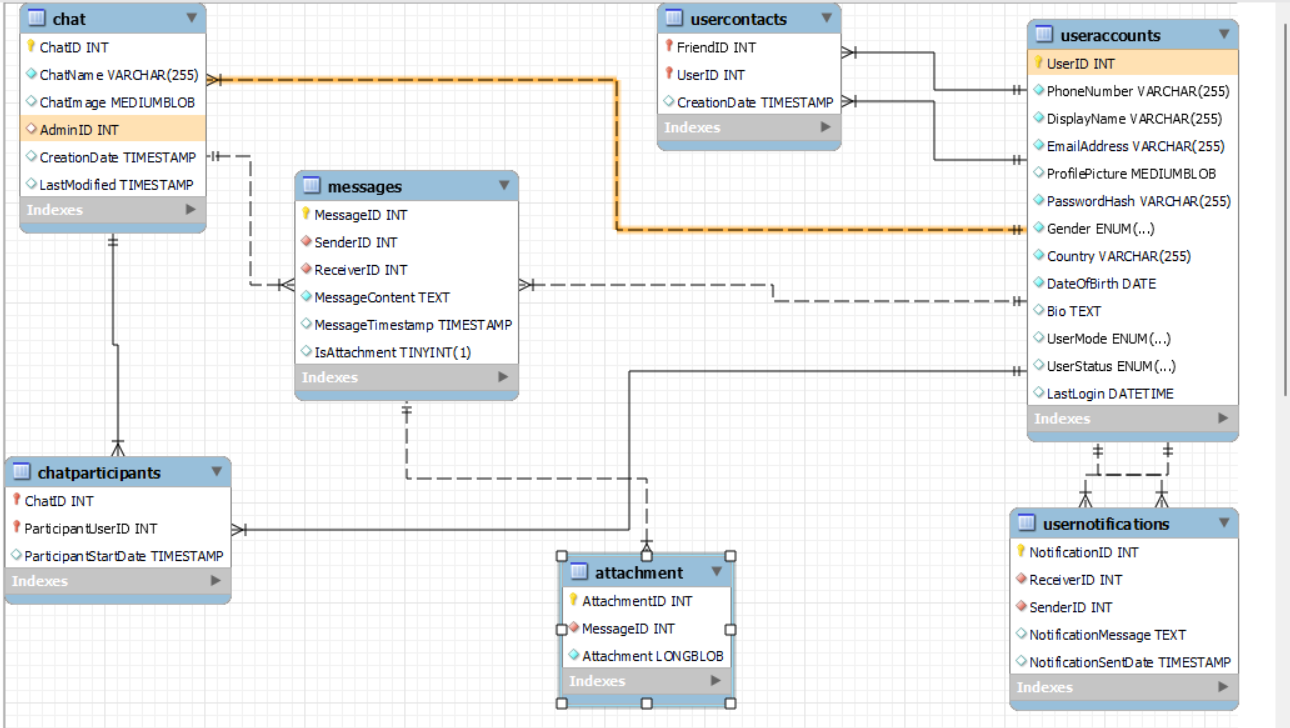 chat
ChatID INT
ChatName VARCHAR(255)
ChatImage MEDIUMBLOB
AdminID INT
CreationDate TIMESTAMP
LastModified TIMESTAMP
Indexes
usercontacts
FriendID INT
UserID INT
CreationDate TIMESTAMP
Indexes
useraccounts
UserID INT
PhoneNumber VARCHAR(255)
DisplayName VARCHAR(255)
EmailAddress VARCHAR(255)
ProfilePicture MEDIUMBLOB
PasswordHash VARCHAR(255)
Gender ENUM(...)
Country VARCHAR(255)
DateOfBirth DATE
Bio TEXT
UserMode ENUM(...)
UserStatus ENUM(...)
LastLogin DATETIME
Indexes
messages
MessageID INT
SenderID INT
ReceiverID INT
MessageContent TEXT
MessageTimestamp TIMESTAMP
IsAttachment TINYINT(1)
Indexes
chatparticipants
ChatID INT
ParticipantUserID INT
ParticipantStartDate TIMESTAMP
Indexes
attachment
AttachmentID INT
MessageID INT
Attachment LONGBLOB
Indexes
usernotifications
NotificationID INT
ReceiverID INT
SenderID INT
NotificationMessage TEXT
NotificationSentDate TIMESTAMP
Indexes